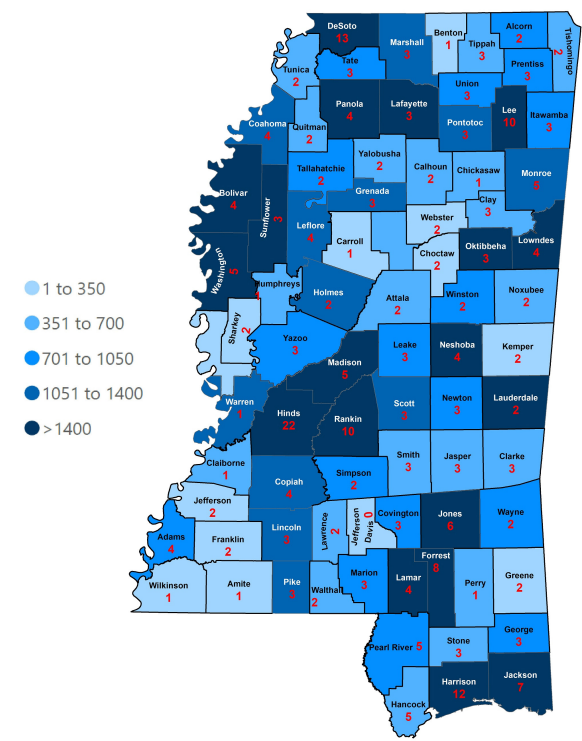 DeSoto
13
Marshall
3
Benton
1
Tippah
3
Alcorn
2
Tishomingo
2
Tunica
2
Tate
3
Prentiss
3
Union
3
Panola
4
Lafayette
3
Lee
10
Itawamba
3
Pontotoc
3
Coahoma
4
Quitman
2
Yalobusha
2
Calhoun
2
Chickasaw
1
Monroe
5
Tallahatchie
2
Grenada
3
Bolivar
4
Sunflower
3
Clay
3
Webster
2
Leflore
4
Carroll
1
Oktibbeha
3
Lowndes
4
Choctaw
2
Washington
5
Humphreys
Holmes
2
Attala
2
Winston
2
Noxubee
2
1 to 350
351 to 700
701 to 1050
1051 to 1400
>1400
Sharkey
2
Yazoo
3
Leake
3
Neshoba
4
Kemper
2
Madison
5
Warren
1
Hinds
22
Rankin
10
Scott
3
Newton
3
Lauderdale
2
Claiborne
1
Smith
3
Jasper
3
Clarke
3
Copiah
4
Simpson
2
Jefferson
2
Adams
4
Franklin
2
Lincoln
3
Lawrence
2
Jefferson
Davis
0
Covington
3
Jones
6
Wayne
2
Forrest
8
Wilkinson
1
Amite
1
Pike
3
Walthal
2
Marion
3
Lamar
4
Perry
1
Greene
2
Pearl River 5
Stone
3
George
3
Harrison
12
Jackson
7
Hancock
5